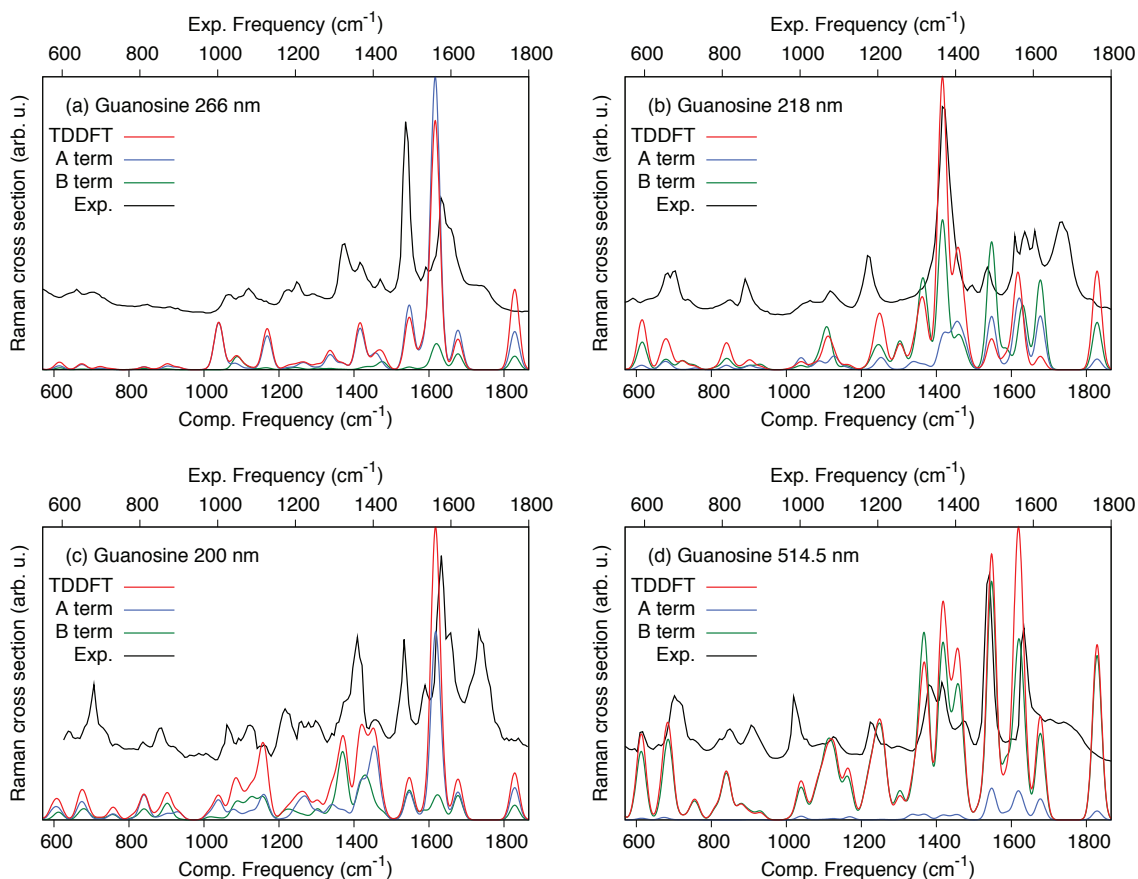 Exp. Frequency (cm⁻¹)
600 800 1000 1200 1400 1600 1800
(a) Guanosine 266 nm
TDDFT
A term
B term
Exp.
Raman cross section (arb. u.)
600 800 1000 1200 1400 1600 1800
Comp. Frequency (cm⁻¹)
Exp. Frequency (cm⁻¹)
600 800 1000 1200 1400 1600 1800
(b) Guanosine 218 nm
TDDFT
A term
B term
Exp.
Raman cross section (arb. u.)
600 800 1000 1200 1400 1600 1800
Comp. Frequency (cm⁻¹)
Exp. Frequency (cm⁻¹)
600 800 1000 1200 1400 1600 1800
(c) Guanosine 200 nm
TDDFT
A term
B term
Exp.
Raman cross section (arb. u.)
600 800 1000 1200 1400 1600 1800
Comp. Frequency (cm⁻¹)
Exp. Frequency (cm⁻¹)
600 800 1000 1200 1400 1600 1800
(d) Guanosine 514.5 nm
TDDFT
A term
B term
Exp.
Raman cross section (arb. u.)
600 800 1000 1200 1400 1600 1800
Comp. Frequency (cm⁻¹)